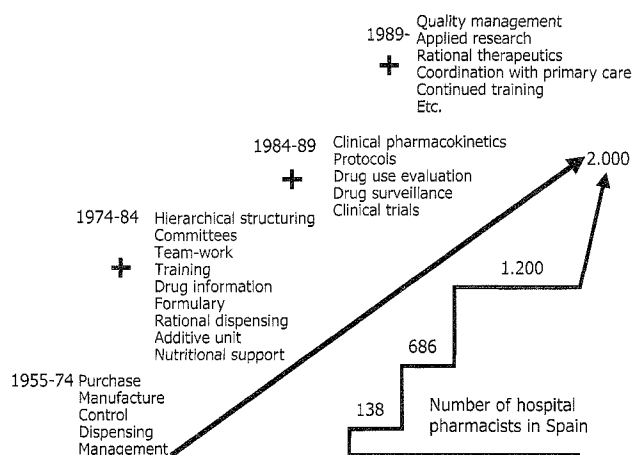 Quality management
1989- Applied research
Rational therapeutics
Coordination with primary care
Continued training
Etc.
+
1984-89 Clinical pharmacokinetics
Protocols
Drug use evaluation
Drug surveillance
Clinical trials
+
2.000
1974-84 Hierarchical structuring
Committees
Team-work
Training
Drug information
Formulary
Rational dispensing
Additive unit
Nutritional support
+
1.200
686
138
1955-74 Purchase
Manufacture
Control
Dispensing
Management
Number of hospital
pharmacists in Spain